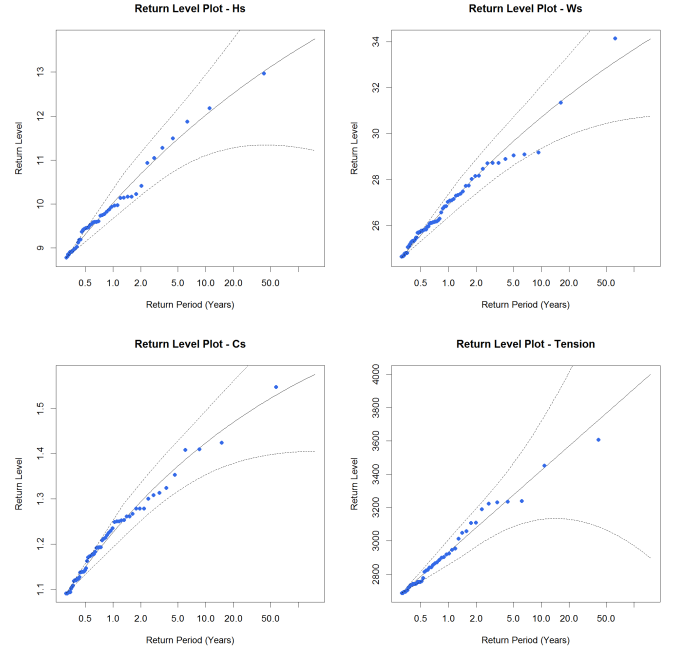 Return Level Plot - Hs
Return Level
13
12
11
10
9
0.5 1.0 2.0 5.0 10.0 20.0 50.0
Return Period (Years)
Return Level Plot - Ws
Return Level
34
32
30
28
26
0.5 1.0 2.0 5.0 10.0 20.0 50.0
Return Period (Years)
Return Level Plot - Cs
Return Level
1.5
1.4
1.3
1.2
1.1
0.5 1.0 2.0 5.0 10.0 20.0 50.0
Return Period (Years)
Return Level Plot - Tension
Return Level
4000
3800
3600
3400
3200
3000
2800
0.5 1.0 2.0 5.0 10.0 20.0 50.0
Return Period (Years)